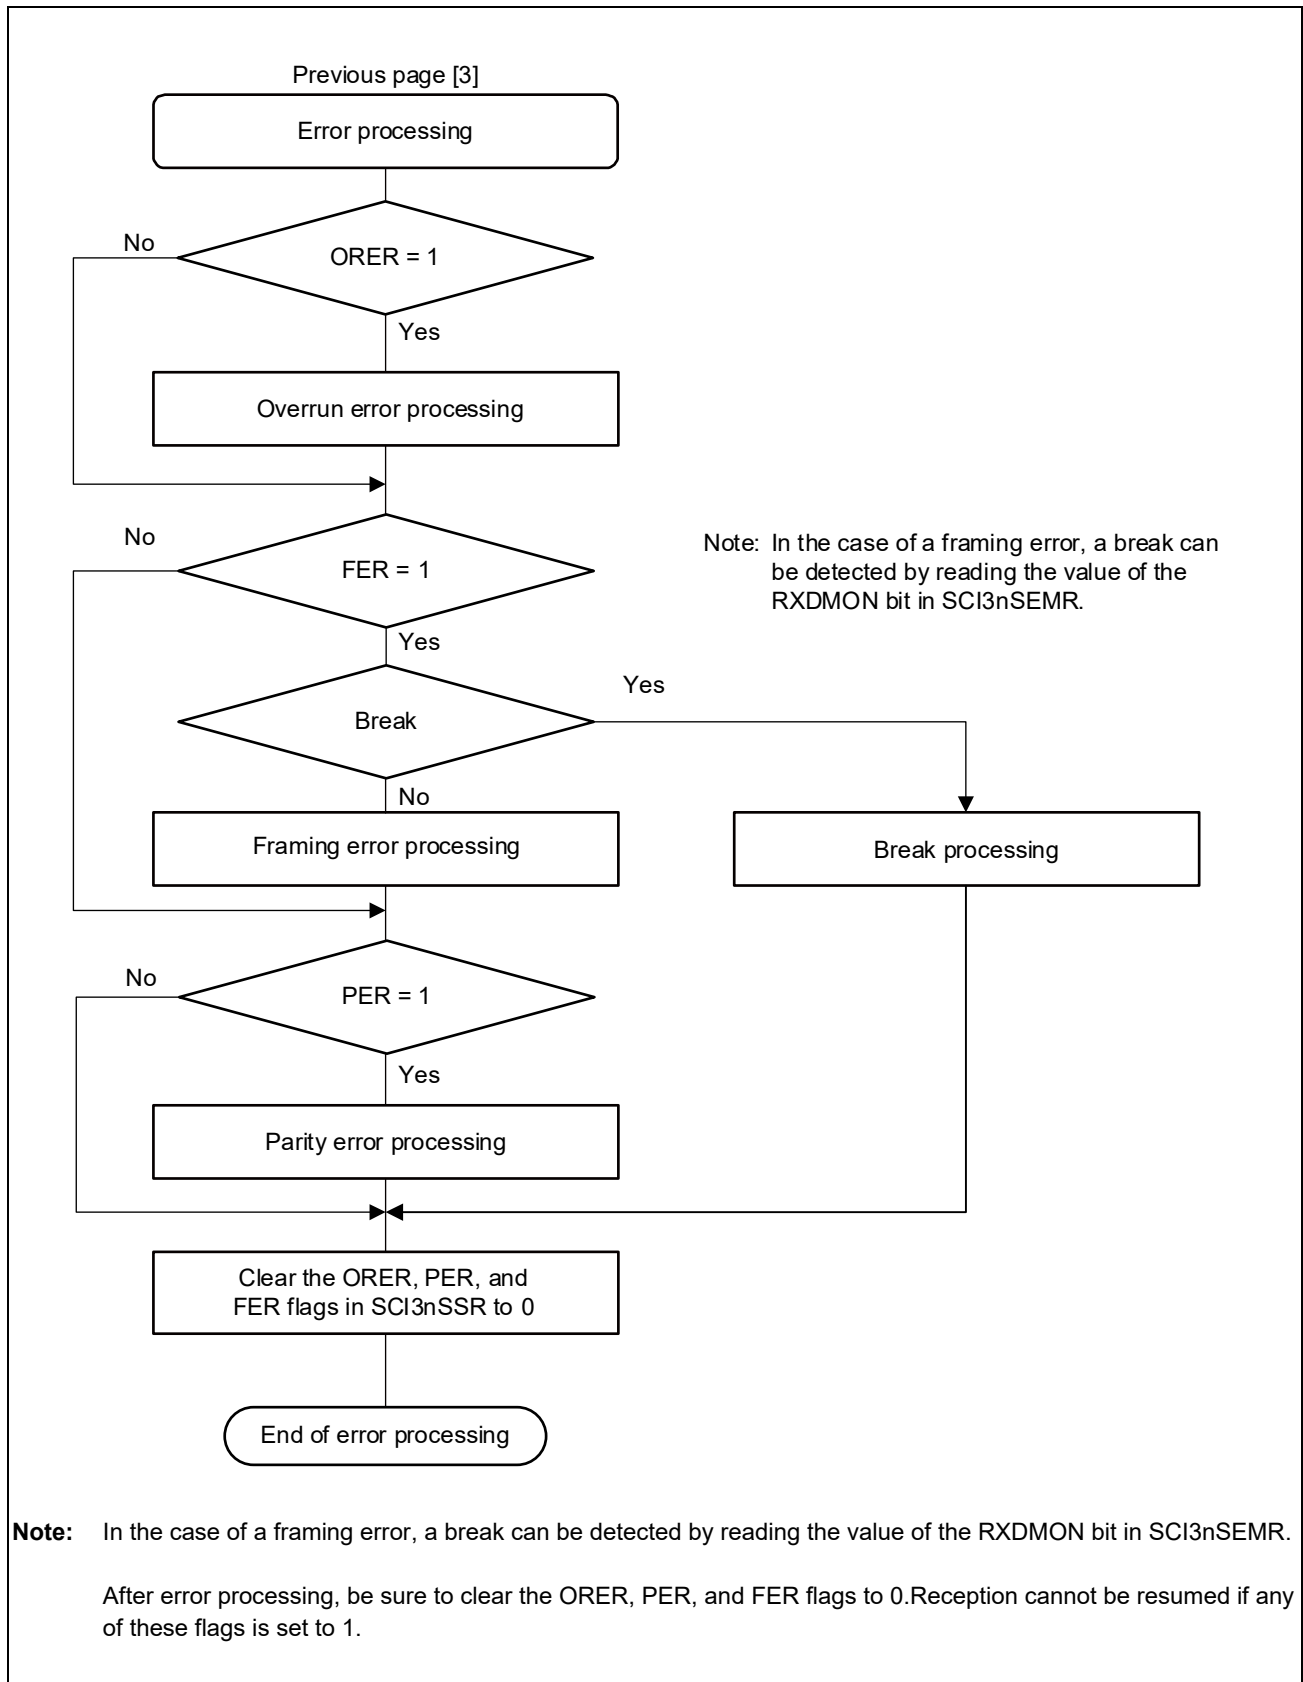 Previous page [3]
Error processing
No
ORER = 1
Yes
Overrun error processing
No
FER = 1
Note: In the case of a framing error, a break can
be detected by reading the value of the
RXDMON bit in SCI3nSEMR.
Yes
Break
Yes
No
Framing error processing
Break processing
No
PER = 1
Yes
Parity error processing
Clear the ORER, PER, and
FER flags in SCI3nSSR to 0
End of error processing
Note: In the case of a framing error, a break can be detected by reading the value of the RXDMON bit in SCI3nSEMR.
After error processing, be sure to clear the ORER, PER, and FER flags to 0.Reception cannot be resumed if any
of these flags is set to 1.